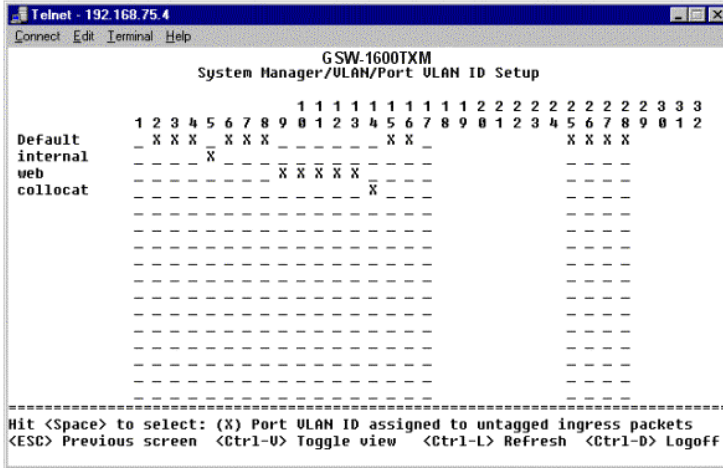 Telnet - 192.168.75.4
Connect Edit Terminal Help
GSW-1600TXM
System Manager/VLAN/Port VLAN ID Setup
1 1 1 1 1 1 1 1 1 1 2 2 2 2 2 2 2 2 2 2 3 3 3
1 2 3 4 5 6 7 8 9 0 1 2 3 4 5 6 7 8 9 0 1 2 3 4 5 6 7 8 9 0 1 2
Default _ X X X _ X X X _ _ _ _ _ _ X X _ X X X X
internal _ _ _ _ X _ _ _ _ _ _ _ _ _ _ _ _ _ _ _ _
web _ _ _ _ _ _ _ _ X X X X X _ _ _ _ _ _ _ _
collocat _ _ _ _ _ _ _ _ _ _ _ _ _ X _ _ _ _ _ _ _
_ _ _ _ _ _ _ _ _ _ _ _ _ _ _ _ _ _ _ _ _
_ _ _ _ _ _ _ _ _ _ _ _ _ _ _ _ _ _ _ _ _
_ _ _ _ _ _ _ _ _ _ _ _ _ _ _ _ _ _ _ _ _
_ _ _ _ _ _ _ _ _ _ _ _ _ _ _ _ _ _ _ _ _
_ _ _ _ _ _ _ _ _ _ _ _ _ _ _ _ _ _ _ _ _
_ _ _ _ _ _ _ _ _ _ _ _ _ _ _ _ _ _ _ _ _
_ _ _ _ _ _ _ _ _ _ _ _ _ _ _ _ _ _ _ _ _
_ _ _ _ _ _ _ _ _ _ _ _ _ _ _ _ _ _ _ _ _
_ _ _ _ _ _ _ _ _ _ _ _ _ _ _ _ _ _ _ _ _
_ _ _ _ _ _ _ _ _ _ _ _ _ _ _ _ _ _ _ _ _
_ _ _ _ _ _ _ _ _ _ _ _ _ _ _ _ _ _ _ _ _
_ _ _ _ _ _ _ _ _ _ _ _ _ _ _ _ _ _ _ _ _
================================================================================
Hit <Space> to select: (X) Port VLAN ID assigned to untagged ingress packets
<ESC> Previous screen <Ctrl-V> Toggle view <Ctrl-L> Refresh <Ctrl-D> Logoff